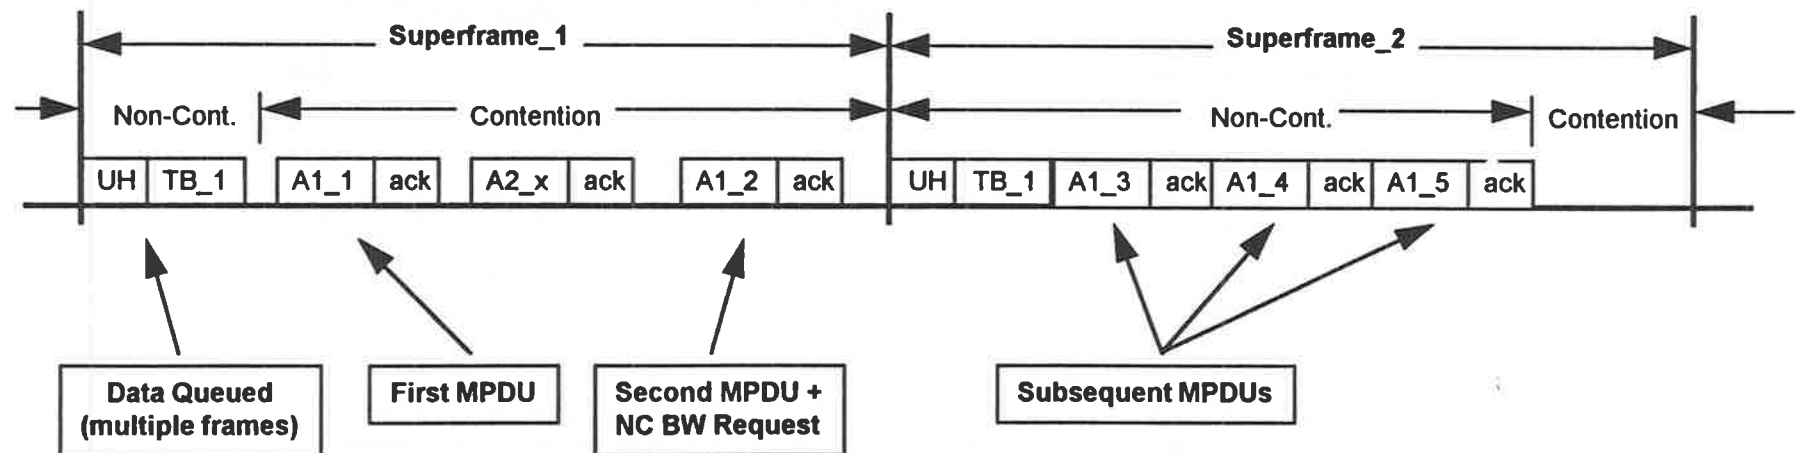 Superframe_1
Superframe_2
Non-Cont.
Contention
Non-Cont.
Contention
UH TB_1 A1_1 ack A2_x ack A1_2 ack UH TB_1 A1_3 ack A1_4 ack A1_5 ack
Data Queued
(multiple frames)
First MPDU
Second MPDU +
NC BW Request
Subsequent MPDUs